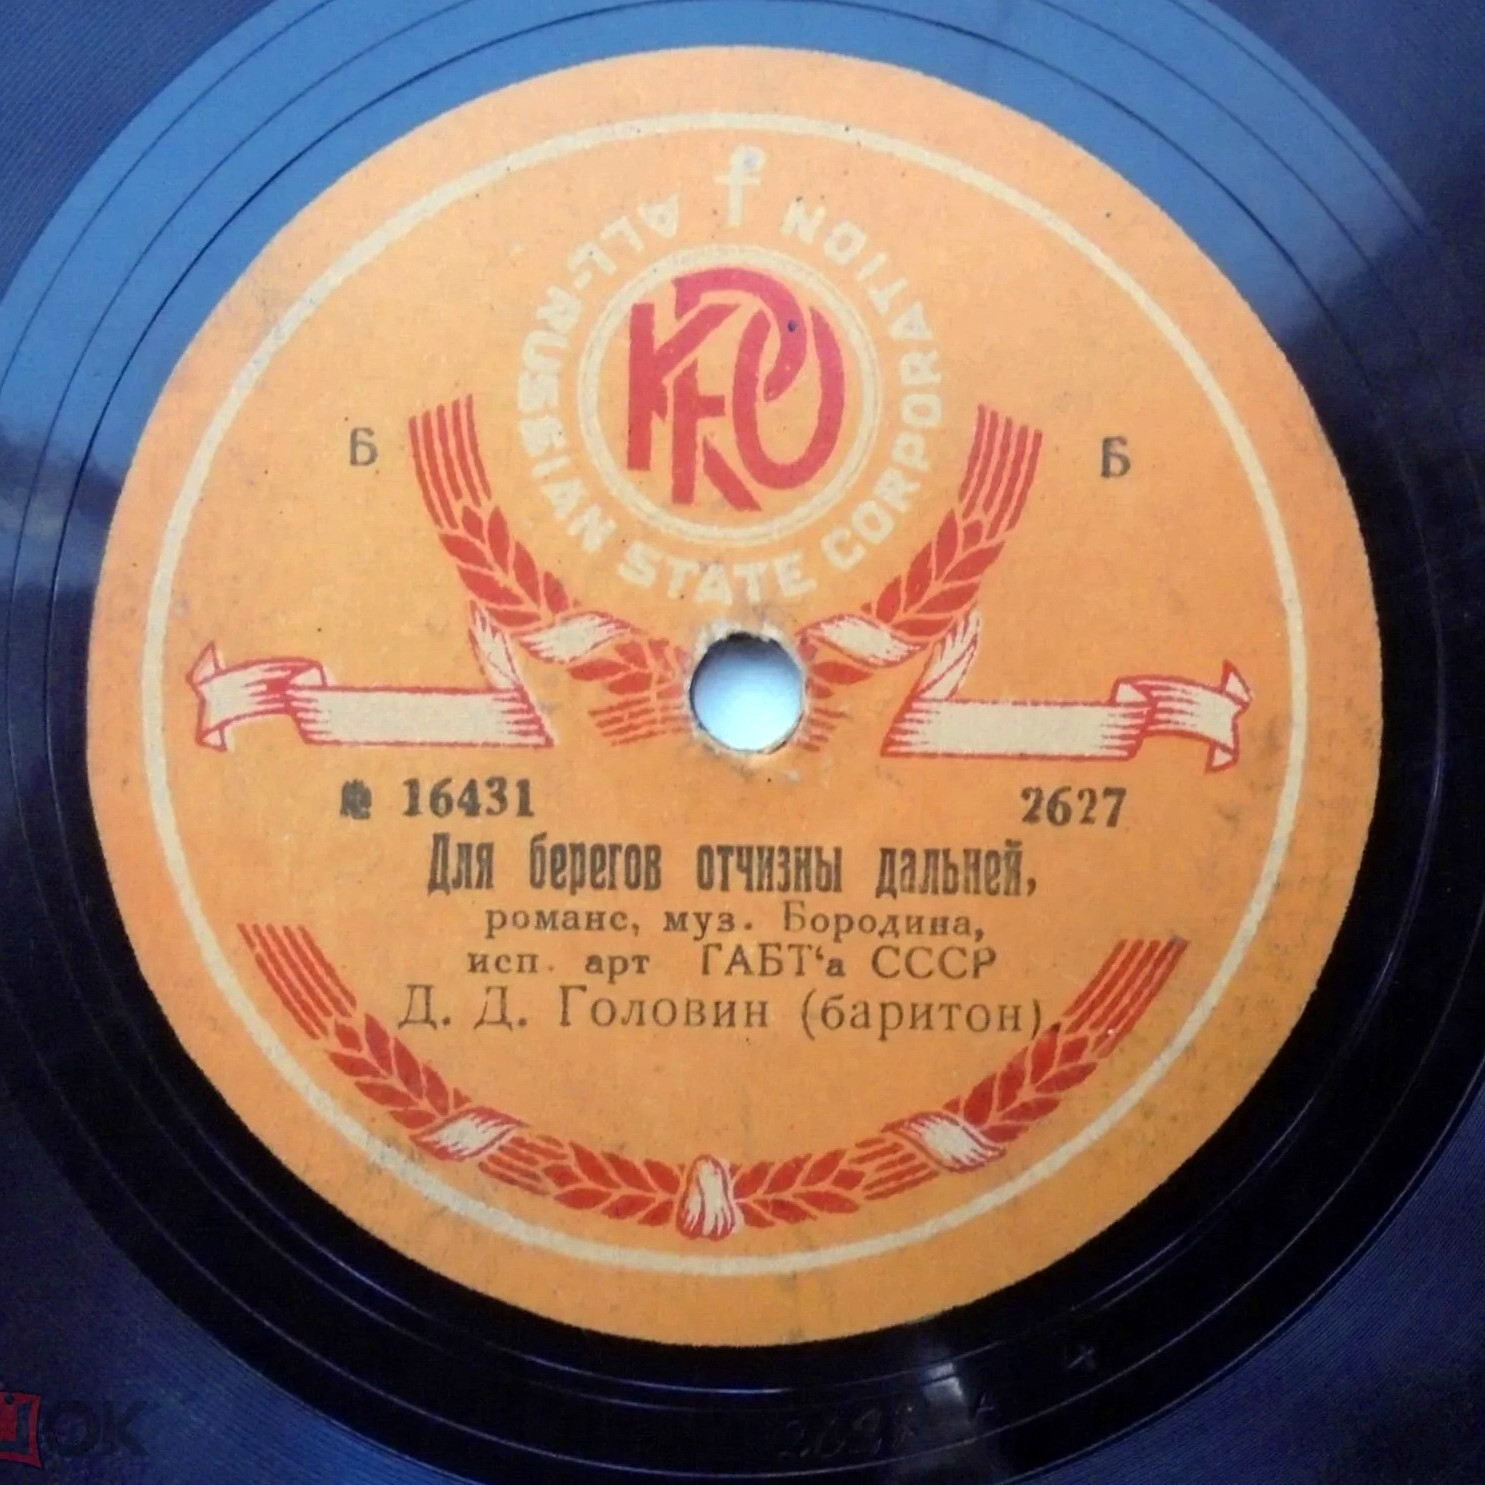 ALL-RUSSIAN STATE CORPORATION
Б Б
№ 16431 2627
Для берегов отчизны дальней,
романс, муз. Бородина,
исп. арт ГАБТ‘а СССР
Д. Д. Головин (баритон).